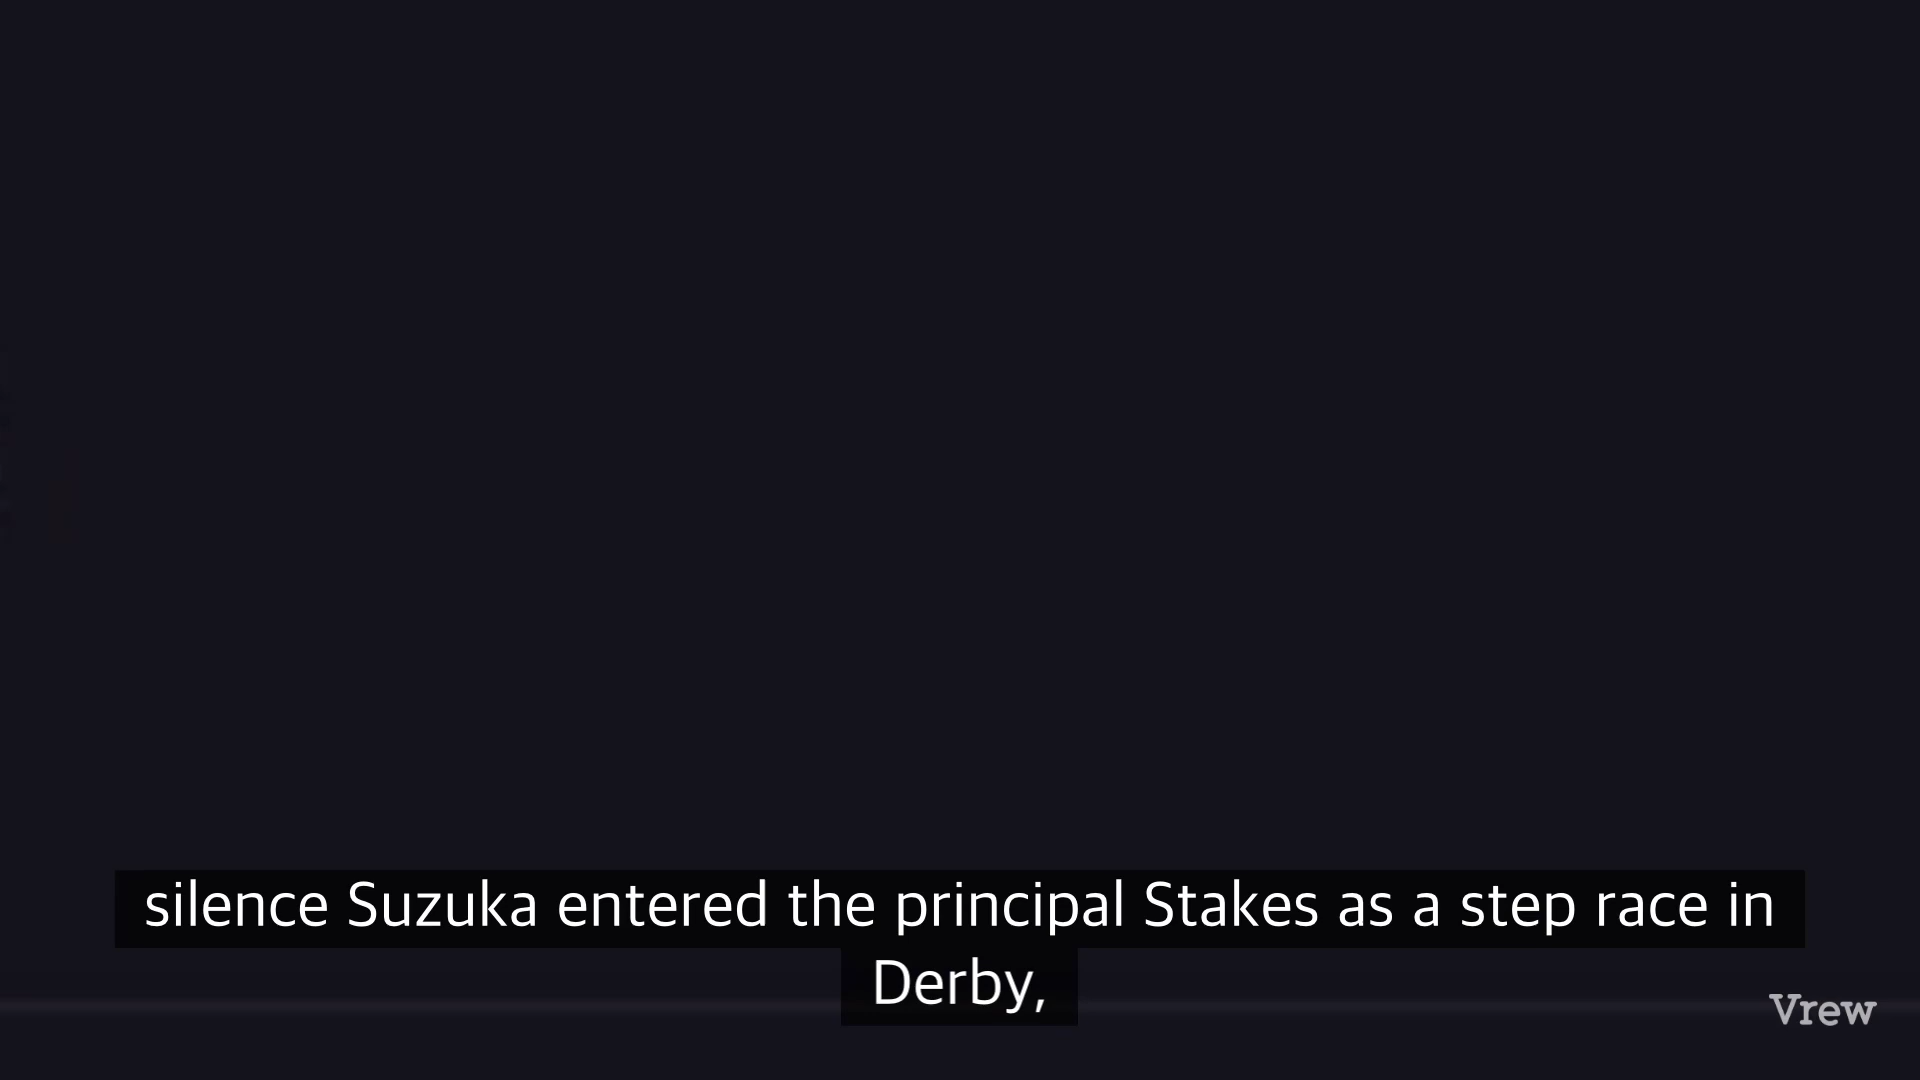 silence Suzuka entered the principal Stakes as a step race in
Derby,
Vrew